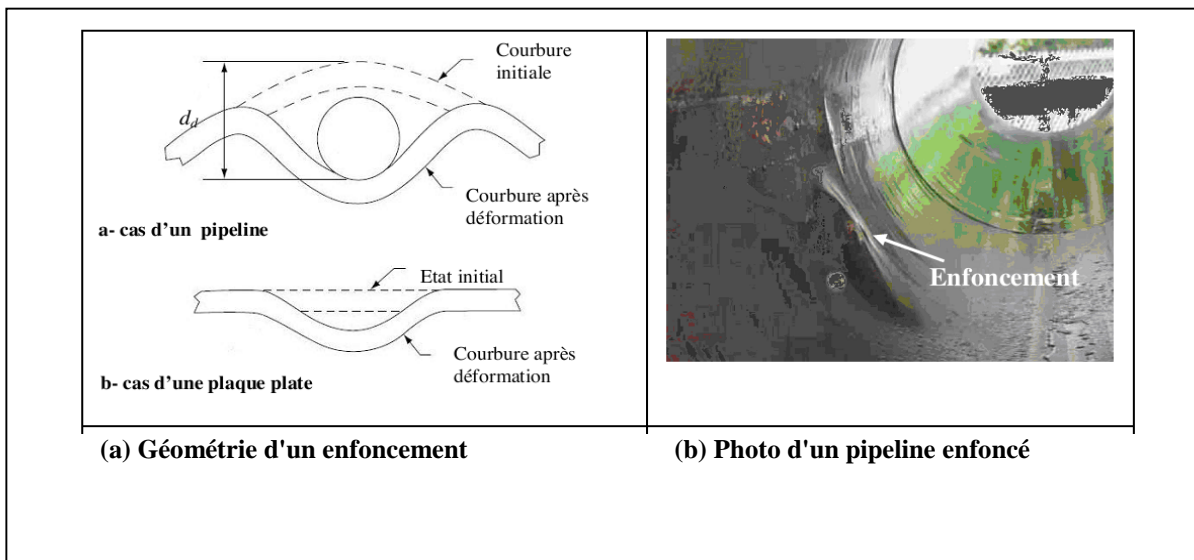 Courbure
initiale
d_d
Courbure après
déformation
a- cas d'un pipeline
Etat initial
Courbure après
déformation
b- cas d'une plaque plate
Enfoncement
(a) Géométrie d'un enfoncement
(b) Photo d'un pipeline enfoncé